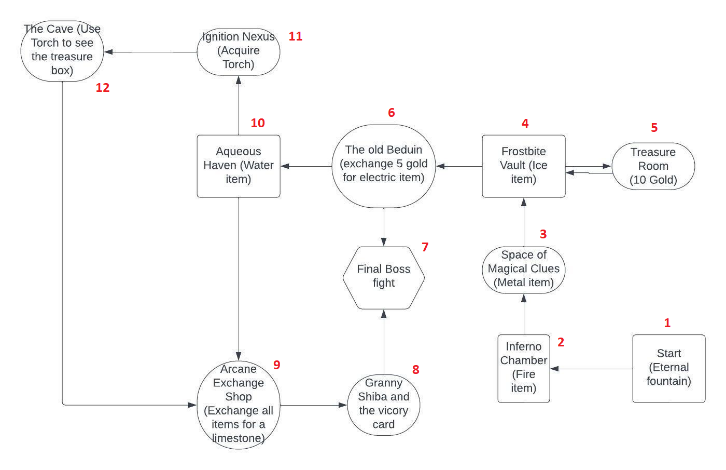 The Cave (Use
Torch to see
the treasure
box)
12
Ignition Nexus
(Acquire
Torch)
11
10
Aqueous
Haven (Water
item)
6
The old Beduin
(exchange 5 gold
for electric item)
4
Frostbite
Vault (Ice
item)
5
Treasure
Room
(10 Gold)
7
Final Boss
fight
3
Space of
Magical Clues
(Metal item)
2
Inferno
Chamber
(Fire
item)
1
Start
(Eternal
fountain)
9
Arcane
Exchange
Shop
(Exchange all
items for a
limestone)
8
Granny
Shiba and
the vicory
card